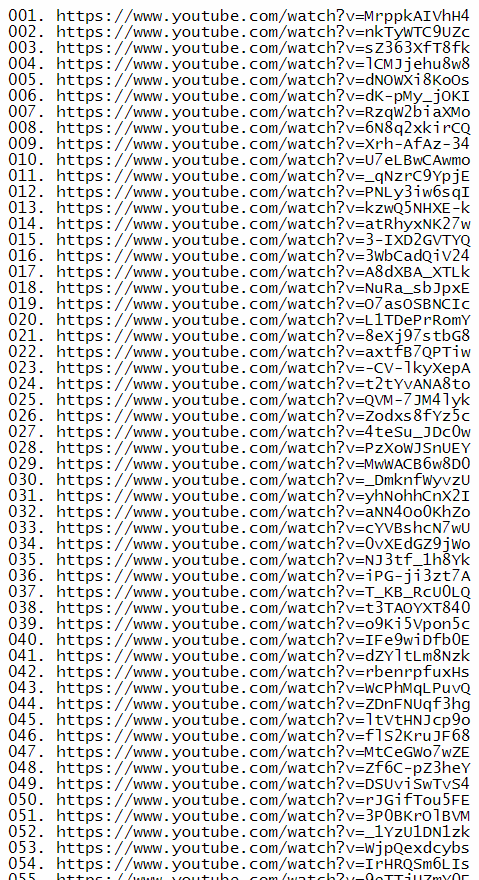 001. https://www.youtube.com/watch?v=MrppkAIVhH4
002. https://www.youtube.com/watch?v=nkTyWTC9UZc
003. https://www.youtube.com/watch?v=sZ363XfT8fk
004. https://www.youtube.com/watch?v=lCMJjehu8w8
005. https://www.youtube.com/watch?v=dNOWXi8KoOs
006. https://www.youtube.com/watch?v=dK-pMy_jOKI
007. https://www.youtube.com/watch?v=RzqW2biaXMo
008. https://www.youtube.com/watch?v=6N8q2xkirCQ
009. https://www.youtube.com/watch?v=Xrh-AfAz-34
010. https://www.youtube.com/watch?v=U7eLBwCAwmo
011. https://www.youtube.com/watch?v=_qNzrC9YpjE
012. https://www.youtube.com/watch?v=PNLy3iw6sqI
013. https://www.youtube.com/watch?v=kzwQ5NHXE-k
014. https://www.youtube.com/watch?v=atRhyxNK27w
015. https://www.youtube.com/watch?v=3-IXD2GVTYQ
016. https://www.youtube.com/watch?v=3WbCadQiV24
017. https://www.youtube.com/watch?v=A8dXBA_XTLk
018. https://www.youtube.com/watch?v=NuRa_sbJpxE
019. https://www.youtube.com/watch?v=O7asOSBNCIc
020. https://www.youtube.com/watch?v=L1TDePrRomY
021. https://www.youtube.com/watch?v=8eXj97stbG8
022. https://www.youtube.com/watch?v=axtfB7QPTiw
023. https://www.youtube.com/watch?v=-CV-lkyXepA
024. https://www.youtube.com/watch?v=t2tYvANA8to
025. https://www.youtube.com/watch?v=QVM-7JM4lyk
026. https://www.youtube.com/watch?v=Zodxs8fYz5c
027. https://www.youtube.com/watch?v=4teSu_JDc0w
028. https://www.youtube.com/watch?v=PzXoWJSnUEY
029. https://www.youtube.com/watch?v=MwWACB6w8D0
030. https://www.youtube.com/watch?v=_DmknfWyvzU
031. https://www.youtube.com/watch?v=yhNohhCnX2I
032. https://www.youtube.com/watch?v=aNN4Oo0KhZo
033. https://www.youtube.com/watch?v=cYVBshcN7wU
034. https://www.youtube.com/watch?v=0vXEdGZ9jWo
035. https://www.youtube.com/watch?v=NJ3tf_1h8Yk
036. https://www.youtube.com/watch?v=iPG-ji3zt7A
037. https://www.youtube.com/watch?v=T_KB_RcU0LQ
038. https://www.youtube.com/watch?v=t3TAOYXT840
039. https://www.youtube.com/watch?v=o9Ki5Vpon5c
040. https://www.youtube.com/watch?v=IFe9wiDfb0E
041. https://www.youtube.com/watch?v=dZYltLm8Nzk
042. https://www.youtube.com/watch?v=rbenrpfuxHs
043. https://www.youtube.com/watch?v=WcPhMqLPuvQ
044. https://www.youtube.com/watch?v=ZDnFNUqf3hg
045. https://www.youtube.com/watch?v=ltVtHNJcp9o
046. https://www.youtube.com/watch?v=flS2KruJF68
047. https://www.youtube.com/watch?v=MtCeGWo7wZE
048. https://www.youtube.com/watch?v=Zf6C-pZ3heY
049. https://www.youtube.com/watch?v=DSUviSwTvS4
050. https://www.youtube.com/watch?v=rJGifTou5FE
051. https://www.youtube.com/watch?v=3P0BKrOlBVM
052. https://www.youtube.com/watch?v=_1YzU1DN1zk
053. https://www.youtube.com/watch?v=WjpQexdcybs
054. https://www.youtube.com/watch?v=IrHRQSm6LIs